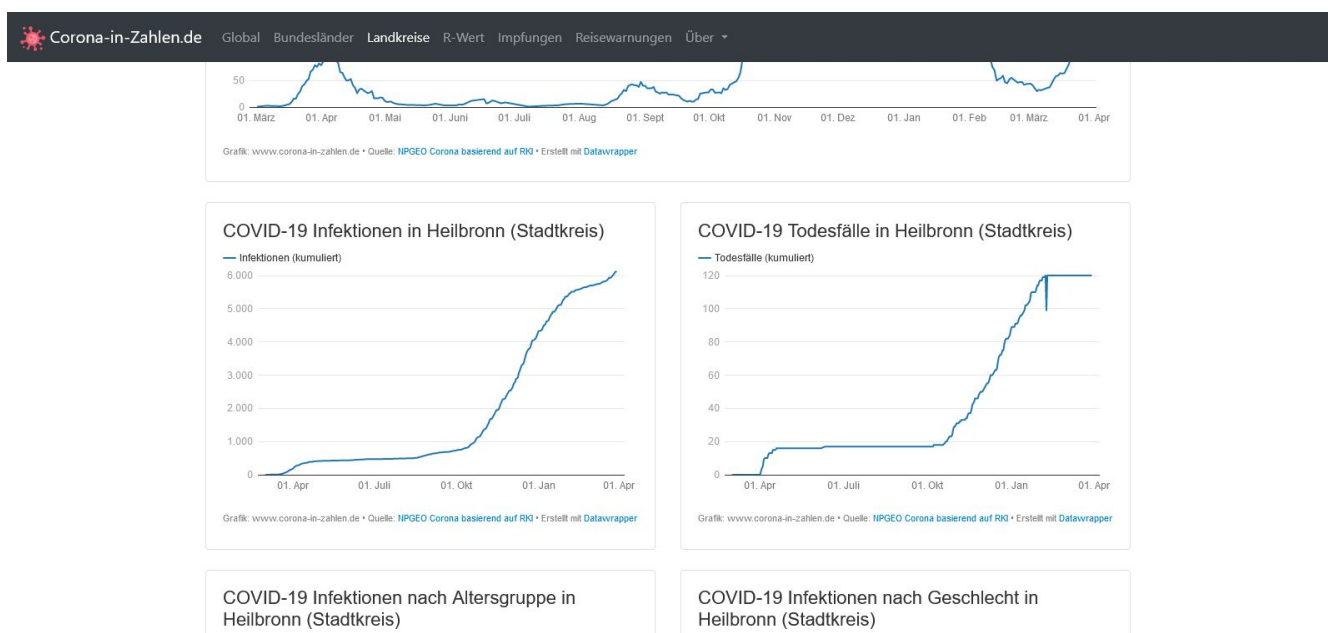 Corona-in-Zahlen.de Global Bundesländer Landkreise R-Wert Impfungen Reisewarnungen Über
50
0
01. März 01. Apr 01. Mai 01. Juni 01. Juli 01. Aug 01. Sept 01. Okt 01. Nov 01. Dez 01. Jan 01. Feb 01. März 01. Apr
Grafik: www.corona-in-zahlen.de • Quelle: NPGEO Corona basierend auf RKI • Erstellt mit Datawrapper
COVID-19 Infektionen in Heilbronn (Stadtkreis)
Infektionen (kumuliert)
6.000
5.000
4.000
3.000
2.000
1.000
0
01. Apr 01. Juli 01. Okt 01. Jan 01. Apr
Grafik: www.corona-in-zahlen.de • Quelle: NPGEO Corona basierend auf RKI • Erstellt mit Datawrapper
COVID-19 Todesfälle in Heilbronn (Stadtkreis)
Todesfälle (kumuliert)
120
100
80
60
40
20
0
01. Apr 01. Juli 01. Okt 01. Jan 01. Apr
Grafik: www.corona-in-zahlen.de • Quelle: NPGEO Corona basierend auf RKI • Erstellt mit Datawrapper
COVID-19 Infektionen nach Altersgruppe in
Heilbronn (Stadtkreis)
COVID-19 Infektionen nach Geschlecht in
Heilbronn (Stadtkreis)